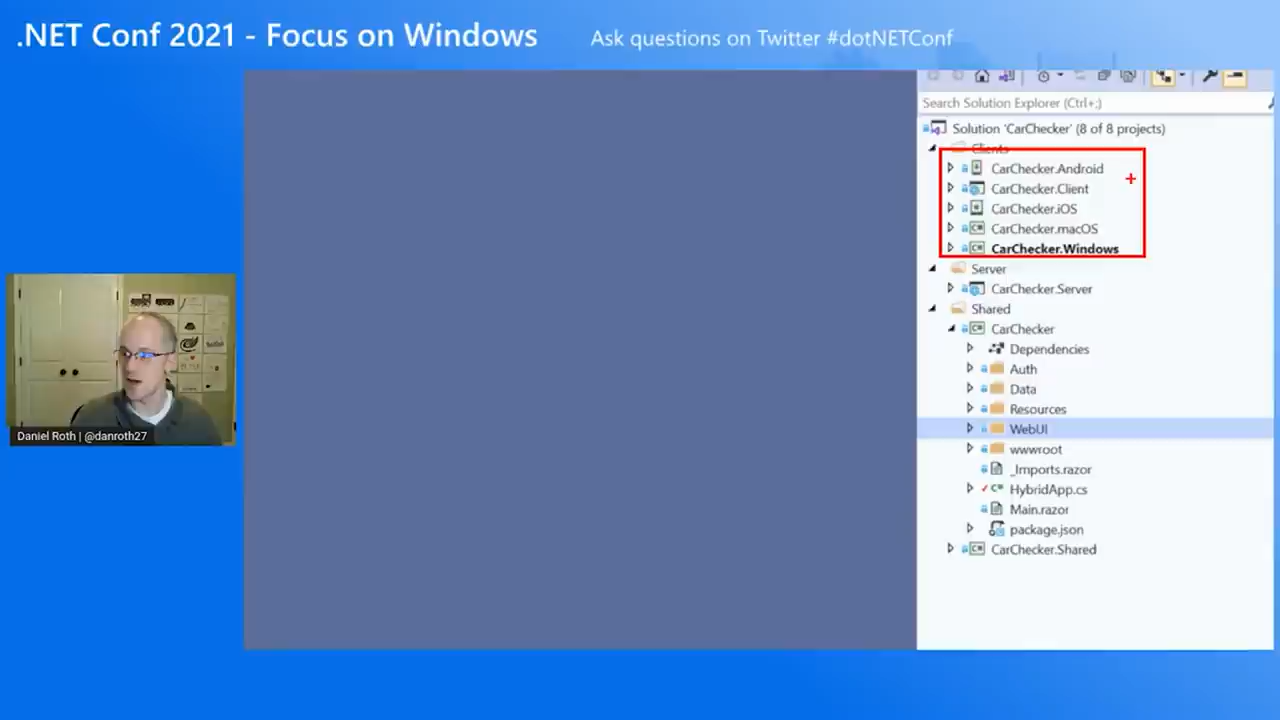 .NET Conf 2021 - Focus on Windows
Ask questions on Twitter #dotNETConf
Search Solution Explorer (Ctrl+;)
Solution 'CarChecker' (8 of 8 projects)
Clients
CarChecker.Android
CarChecker.Client
CarChecker.iOS
CarChecker.macOS
CarChecker.Windows
Server
CarChecker.Server
Shared
CarChecker
Dependencies
Auth
Data
Resources
WebUI
wwwroot
_Imports.razor
HybridApp.cs
Main.razor
package.json
CarChecker.Shared
Daniel Roth | @danroth27